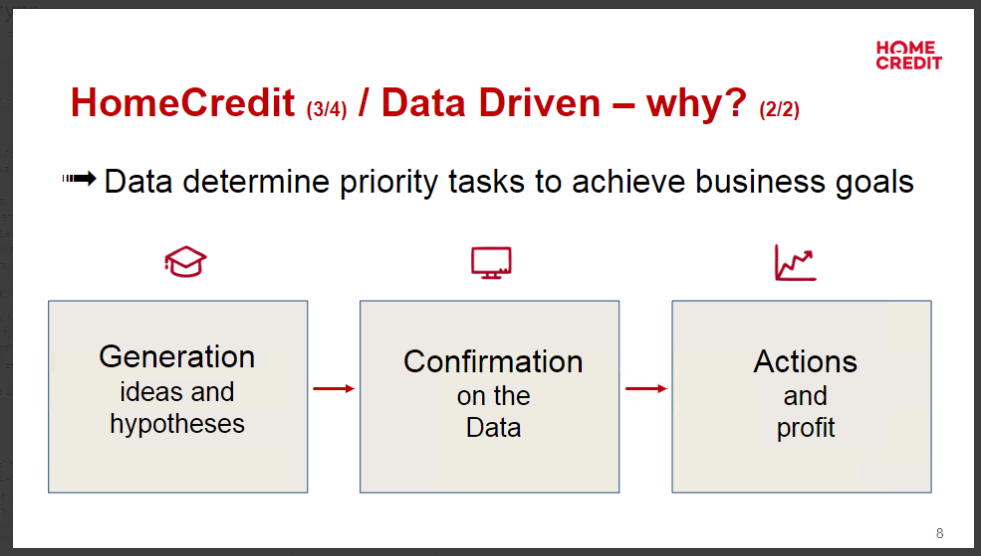 HOME
CREDIT
HomeCredit (3/4) / Data Driven – why? (2/2)
Data determine priority tasks to achieve business goals
Generation
ideas and
hypotheses
Confirmation
on the
Data
Actions
and
profit
8